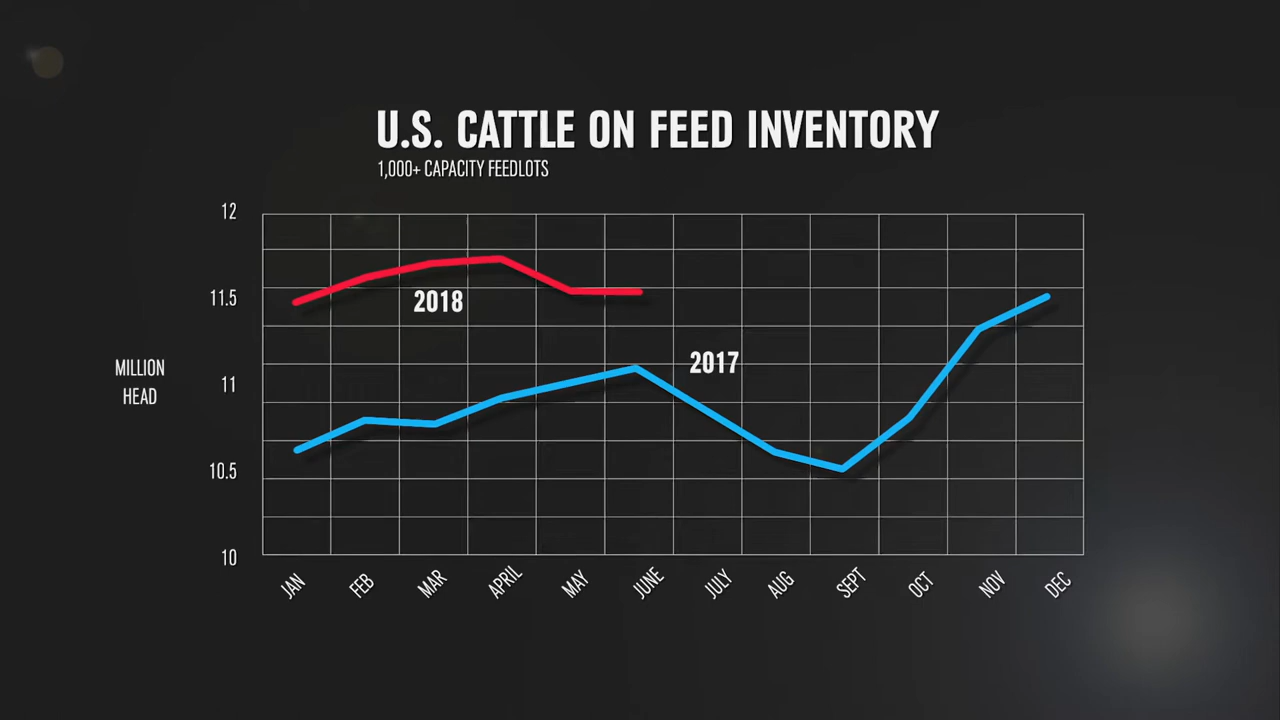 U.S. CATTLE ON FEED INVENTORY
1,000+ CAPACITY FEEDLOTS
12
11.5
11
10.5
10
MILLION
HEAD
2018
2017
JAN
FEB
MAR
APRIL
MAY
JUNE
JULY
AUG
SEPT
OCT
NOV
DEC